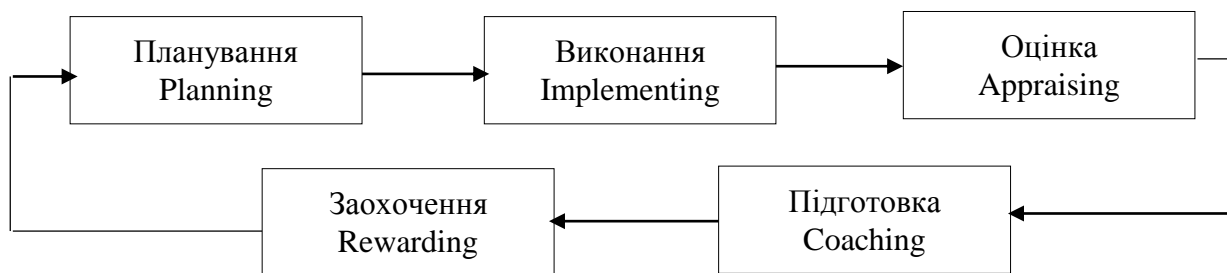 Планування
Planning
Виконання
Implementing
Оцінка
Appraising
Підготовка
Coaching
Заохочення
Rewarding